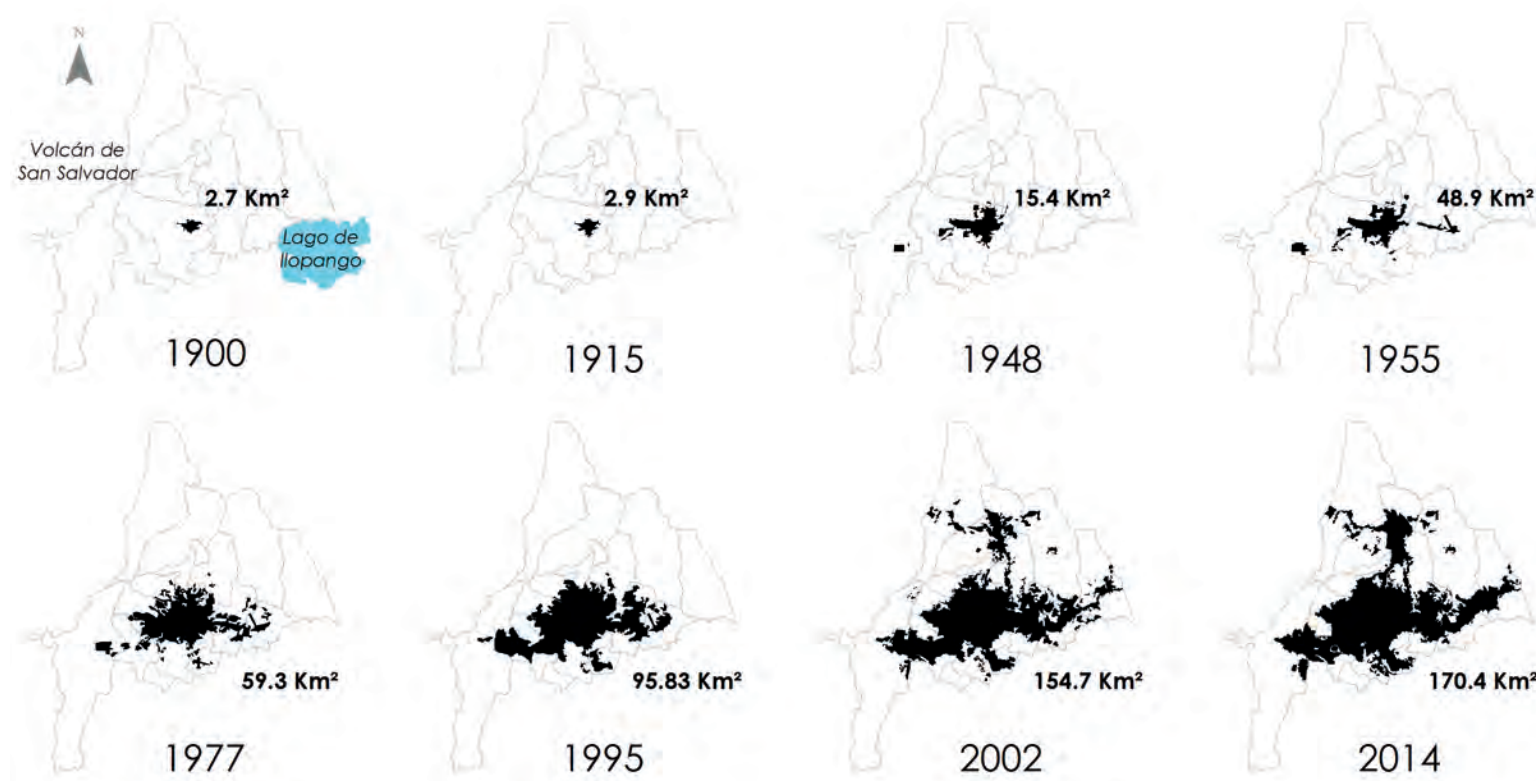 N
Volcán de
San Salvador
2.7 Km²
Lago de
Ilopango
1900
2.9 Km²
1915
15.4 Km²
1948
48.9 Km²
1955
59.3 Km²
1977
95.83 Km²
1995
154.7 Km²
2002
170.4 Km²
2014